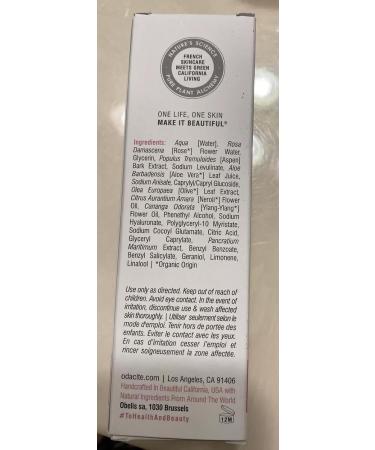 NATURE'S SCIENCE
FRENCH
SKINCARE
MEETS GREEN
CALIFORNIA
LIVING
PURE PLANT ALCHEMY
ONE LIFE, ONE SKIN
MAKE IT BEAUTIFUL®
Ingredients: Aqua [Water], Rosa
Damascena [Rose*] Flower Water,
Glycerin, Populus Tremuloides [Aspen]
Bark Extract, Sodium Levulinate, Aloe
Barbadensis [Aloe Vera*] Leaf Juice,
Sodium Anisate, Caprylyl/Capryl Glucoside,
Olea Europaea [Olive*] Leaf Extract,
Citrus Aurantium Amara [Neroli*] Flower
Oil, Cananga Odorata [Ylang-Ylang*]
Flower Oil, Phenethyl Alcohol, Sodium
Hyaluronate, Polyglyceryl-10 Myristate,
Sodium Cocoyl Glutamate, Citric Acid,
Glyceryl Caprylate, Pancratium
Maritimum Extract, Benzyl Benzoate,
Benzyl Salicylate, Geraniol, Limonene,
Linalool | *Organic Origin
Use only as directed. Keep out of reach of
children. Avoid eye contact. In the event of
irritation, discontinue use & wash affected
skin thoroughly. | Utiliser seulement selon le
mode d'emploi. Tenir hors de portée des
enfants. Eviter le contact avec les yeux.
En cas d'irritation cesser l'emploi et
rincer soigneusement la zone affectée.
odacite.com | Los Angeles, CA 91406
Handcrafted In Beautiful California, USA with
Natural Ingredients From Around The World
Obelis sa, 1030 Brussels
#ToHealthAndBeauty
12M